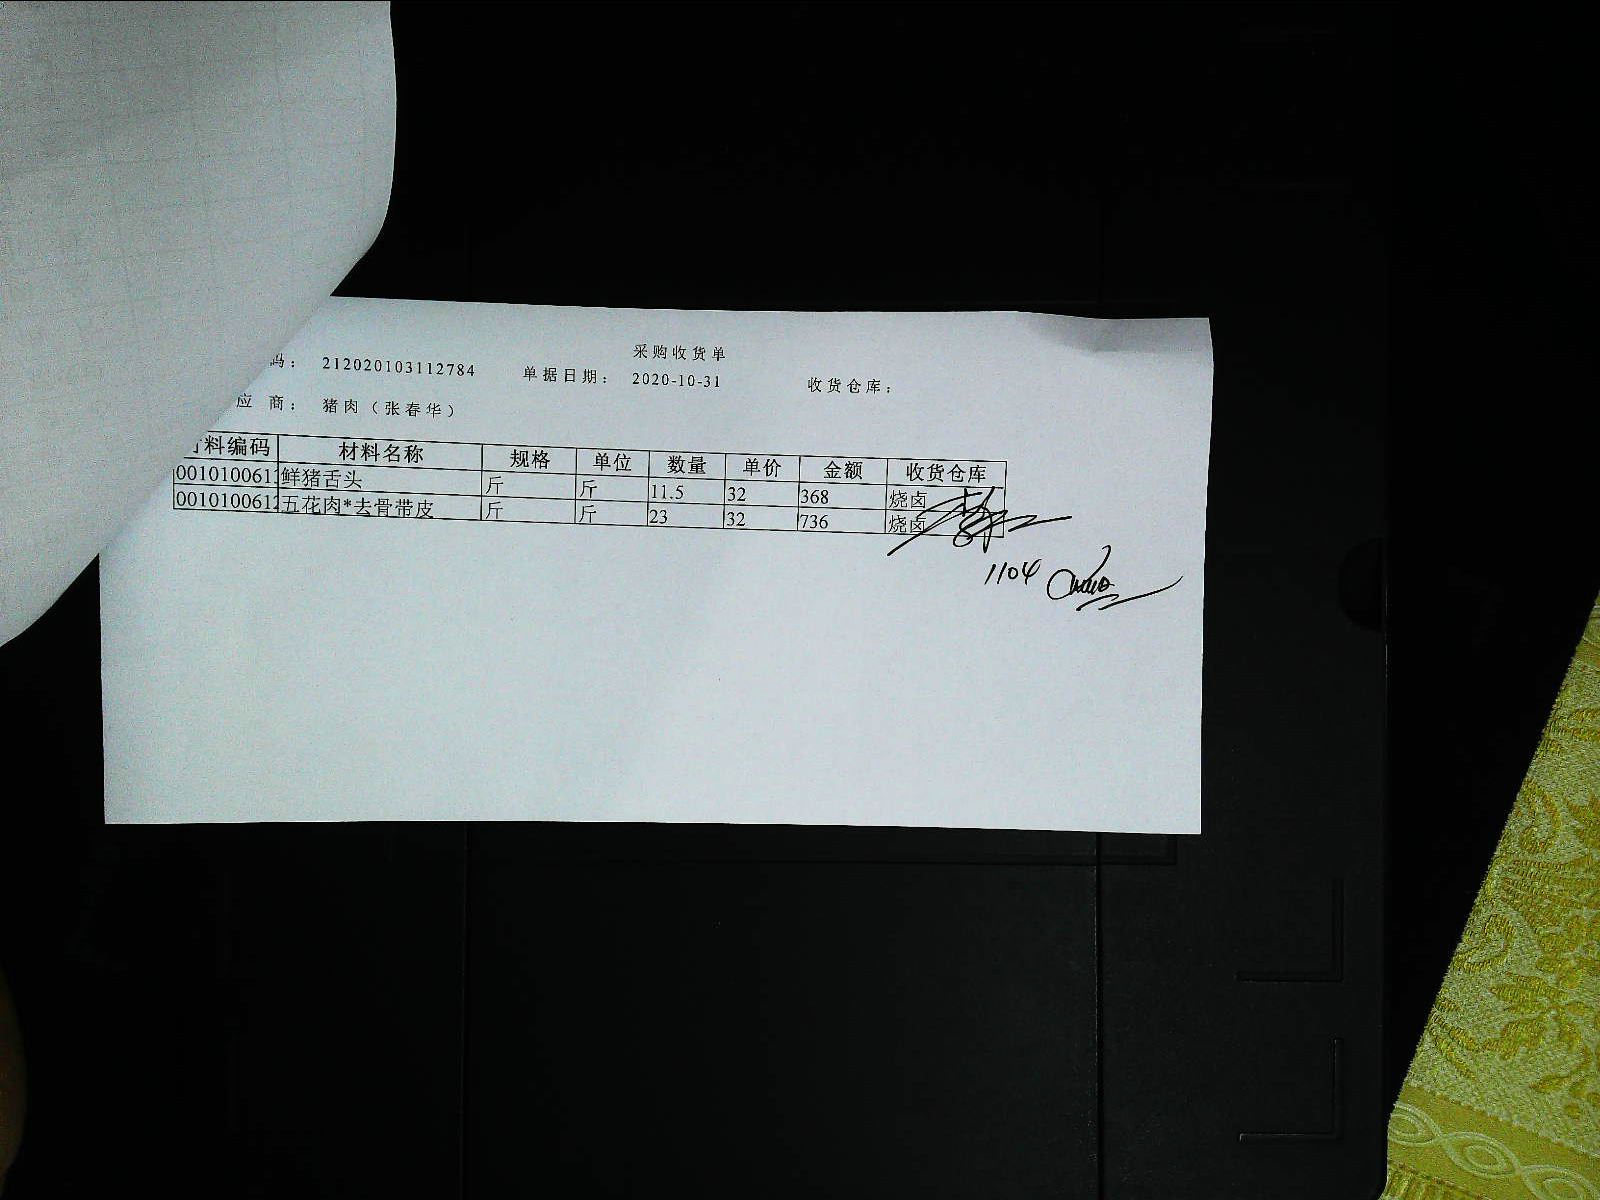 采购收货单
码： 212020103112784 单据日期： 2020-10-31 收货仓库：
应 商： 猪肉（张春华）
料编码 材料名称 规格 单位 数量 单价 金额 收货仓库
001010061 鲜猪舌头 斤 斤 11.5 32 368 烧卤
0010100612 五花肉*去骨带皮 斤 斤 23 32 736 烧卤
1104